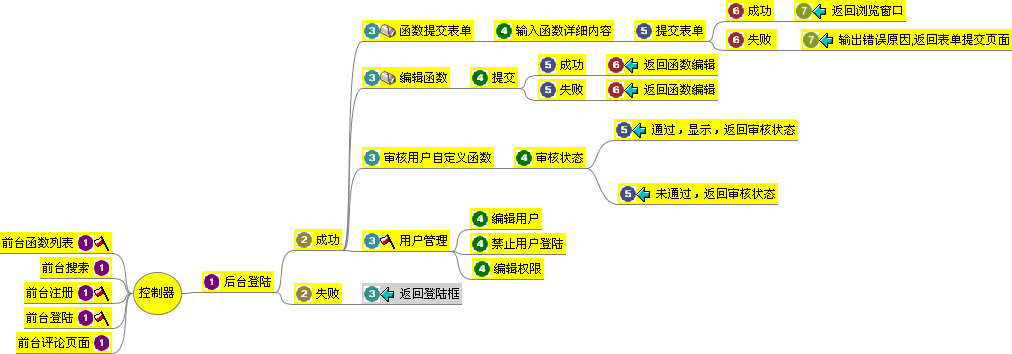 6 成功 7 返回浏览窗口
3 函数提交表单 4 输入函数详细内容 5 提交表单
6 失败 7 输出错误原因,返回表单提交页面
5 成功 6 返回函数编辑
3 编辑函数 4 提交
5 失败 6 返回函数编辑
5 通过，显示，返回审核状态
3 审核用户自定义函数 4 审核状态
5 未通过，返回审核状态
4 编辑用户
2 成功 3 用户管理 4 禁止用户登陆
4 编辑权限
前台函数列表 1
前台搜索 1
前台注册 1 控制器 1 后台登陆 2 失败 3 返回登陆框
前台登陆 1
前台评论页面 1